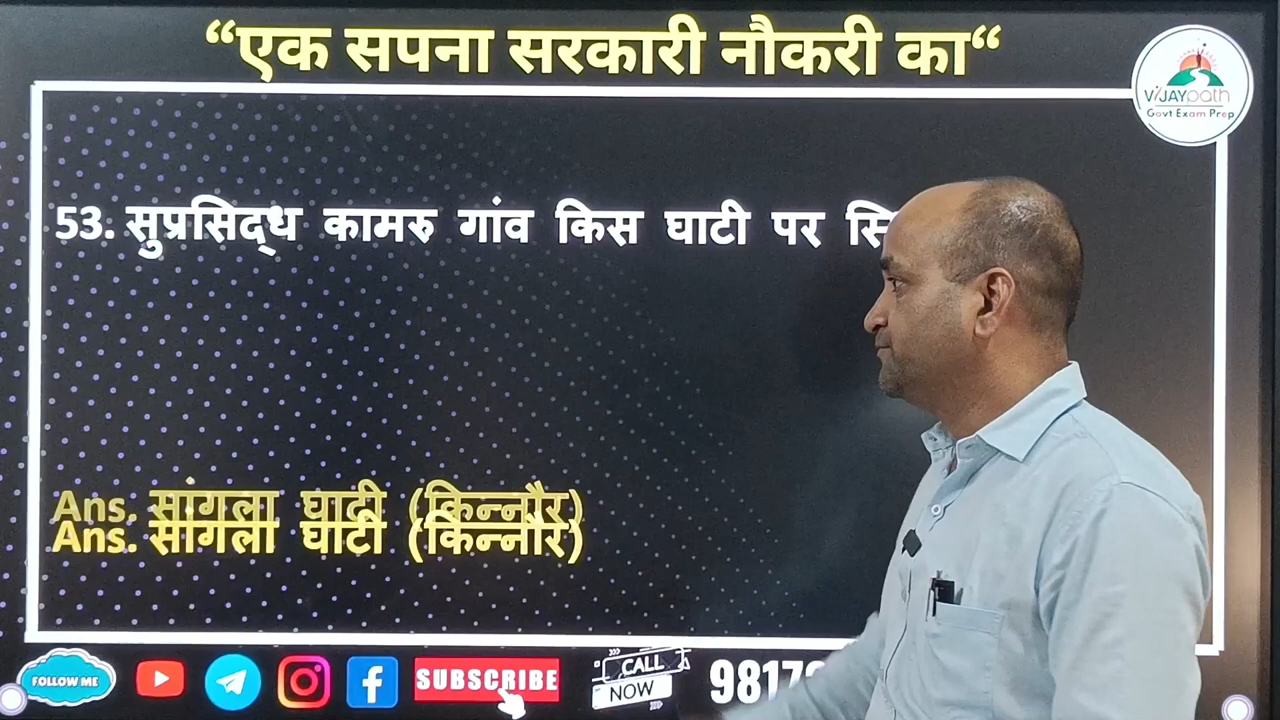 “एक सपना सरकारी नौकरी का“
VIJAYpath
Govt Exam Prep
53. सुप्रसिद्ध कामरु गांव किस घाटी पर
Ans. सांगला घाटी (किन्नौर)
Ans. सांगला घाटी (किन्नौर)
FOLLOW ME
SUBSCRIBE
CALL
NOW